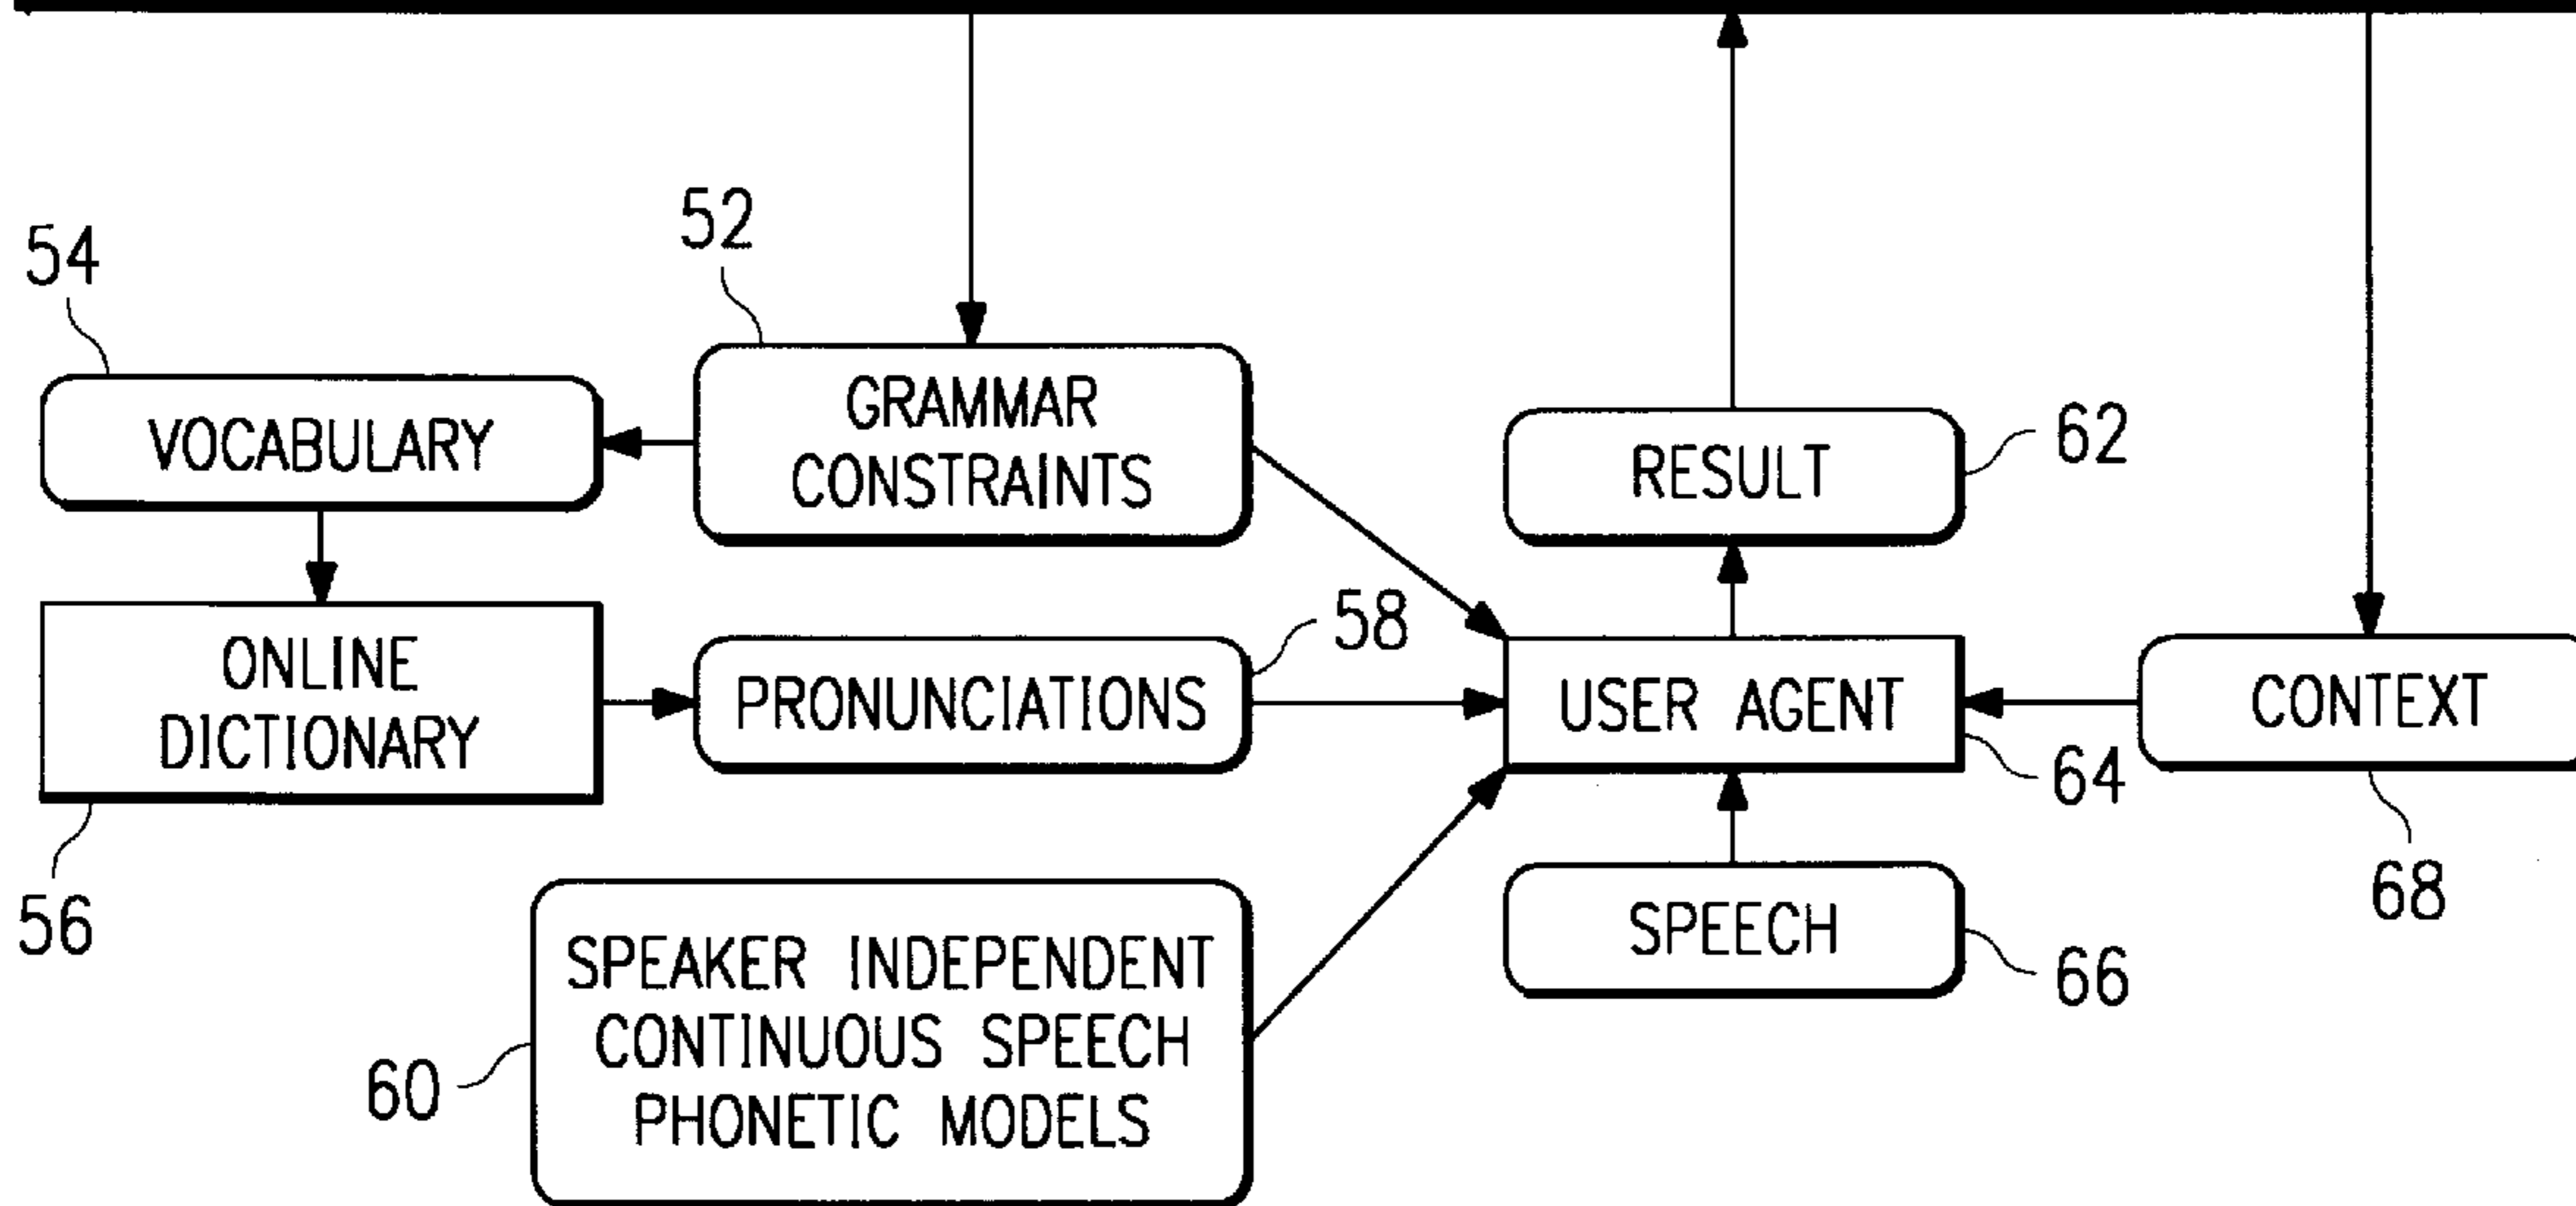 52
54
GRAMMAR
CONSTRAINTS
VOCABULARY
RESULT
62
ONLINE
DICTIONARY
58
PRONUNCIATIONS
USER AGENT
64
CONTEXT
68
56
SPEECH
66
SPEAKER INDEPENDENT
CONTINUOUS SPEECH
PHONETIC MODELS
60